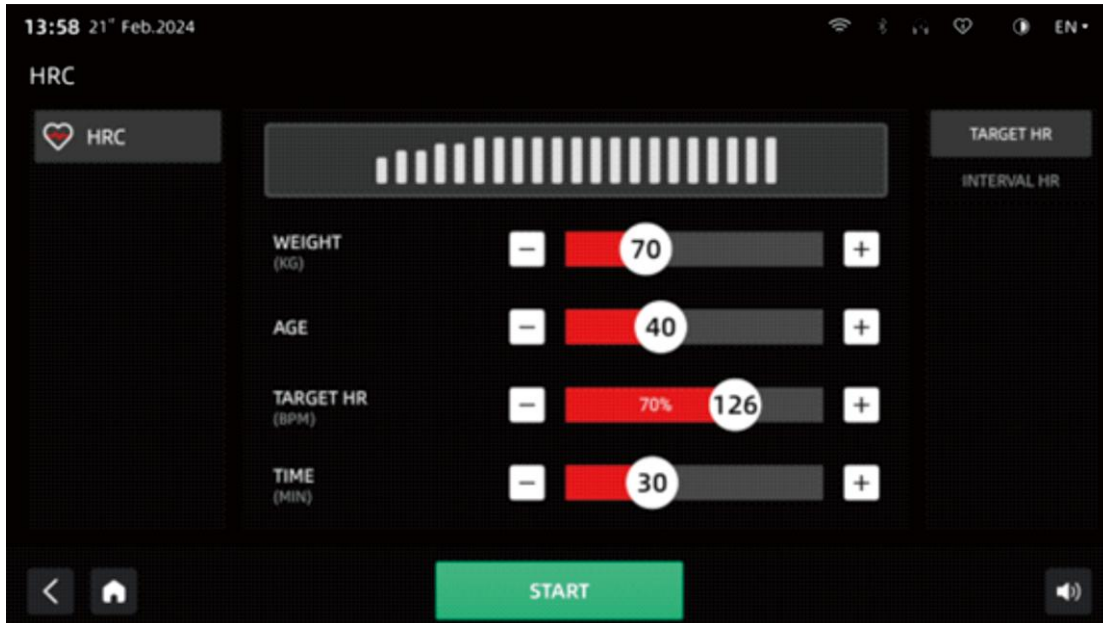 13:58 21" Feb.2024 EN
HRC
HRC
TARGET HR
INTERVAL HR
WEIGHT
(KG)
− 70 +
AGE
− 40 +
TARGET HR
(BPM)
− 70% 126 +
TIME
(MIN)
− 30 +
START